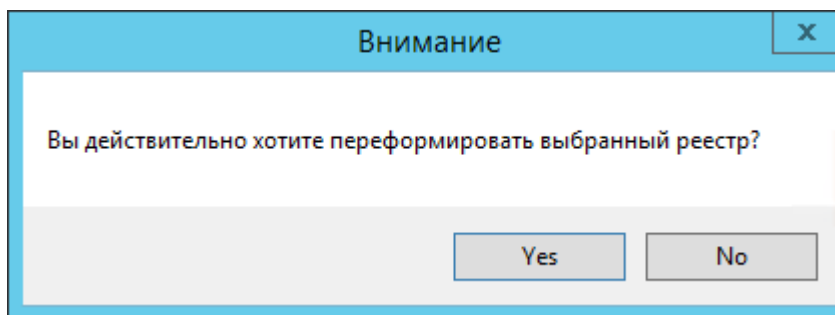 Внимание
x
Вы действительно хотите переформировать выбранный реестр?
Yes
No